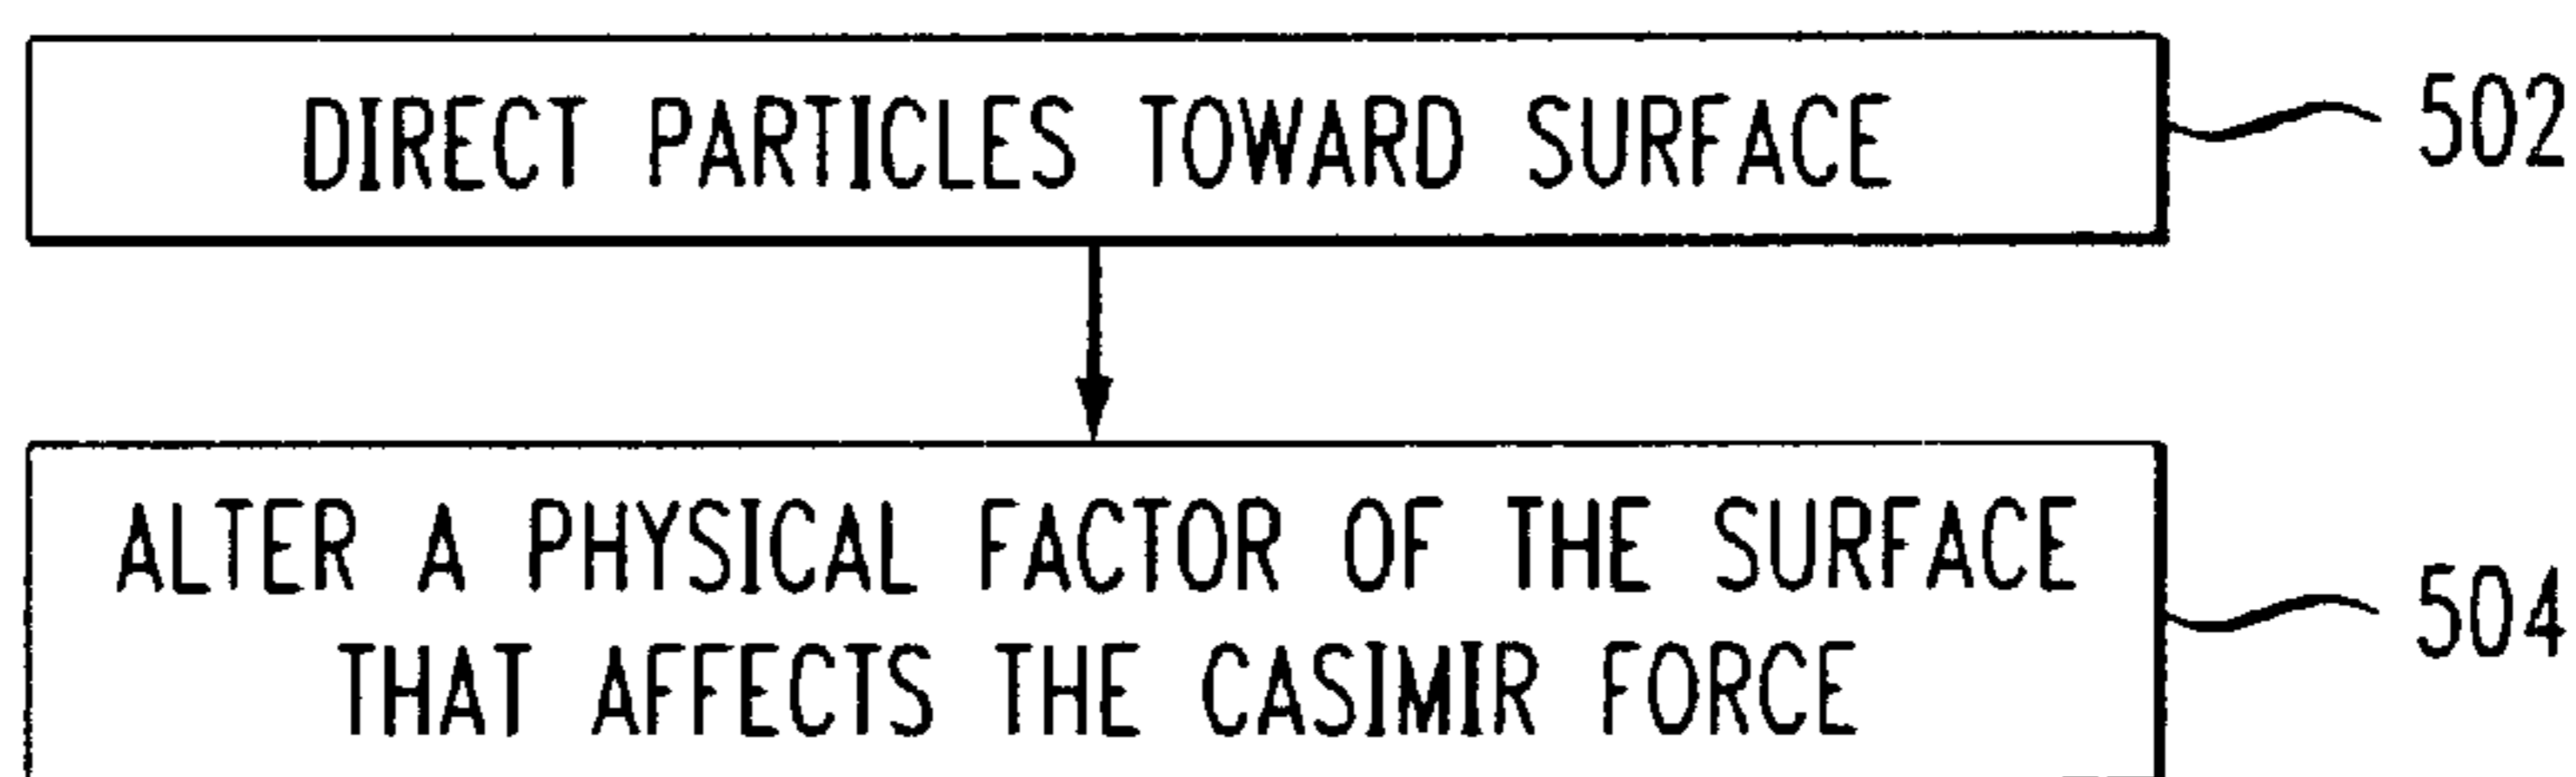 DIRECT PARTICLES TOWARD SURFACE
502
ALTER A PHYSICAL FACTOR OF THE SURFACE
THAT AFFECTS THE CASIMIR FORCE
504